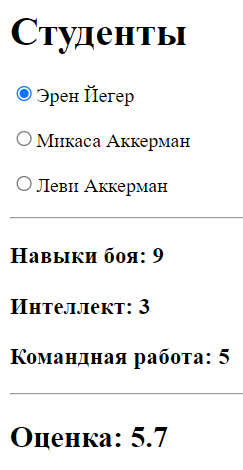 Студенты
Эрен Йегер
Микаса Аккерман
Леви Аккерман
Навыки боя: 9
Интеллект: 3
Командная работа: 5
Оценка: 5.7